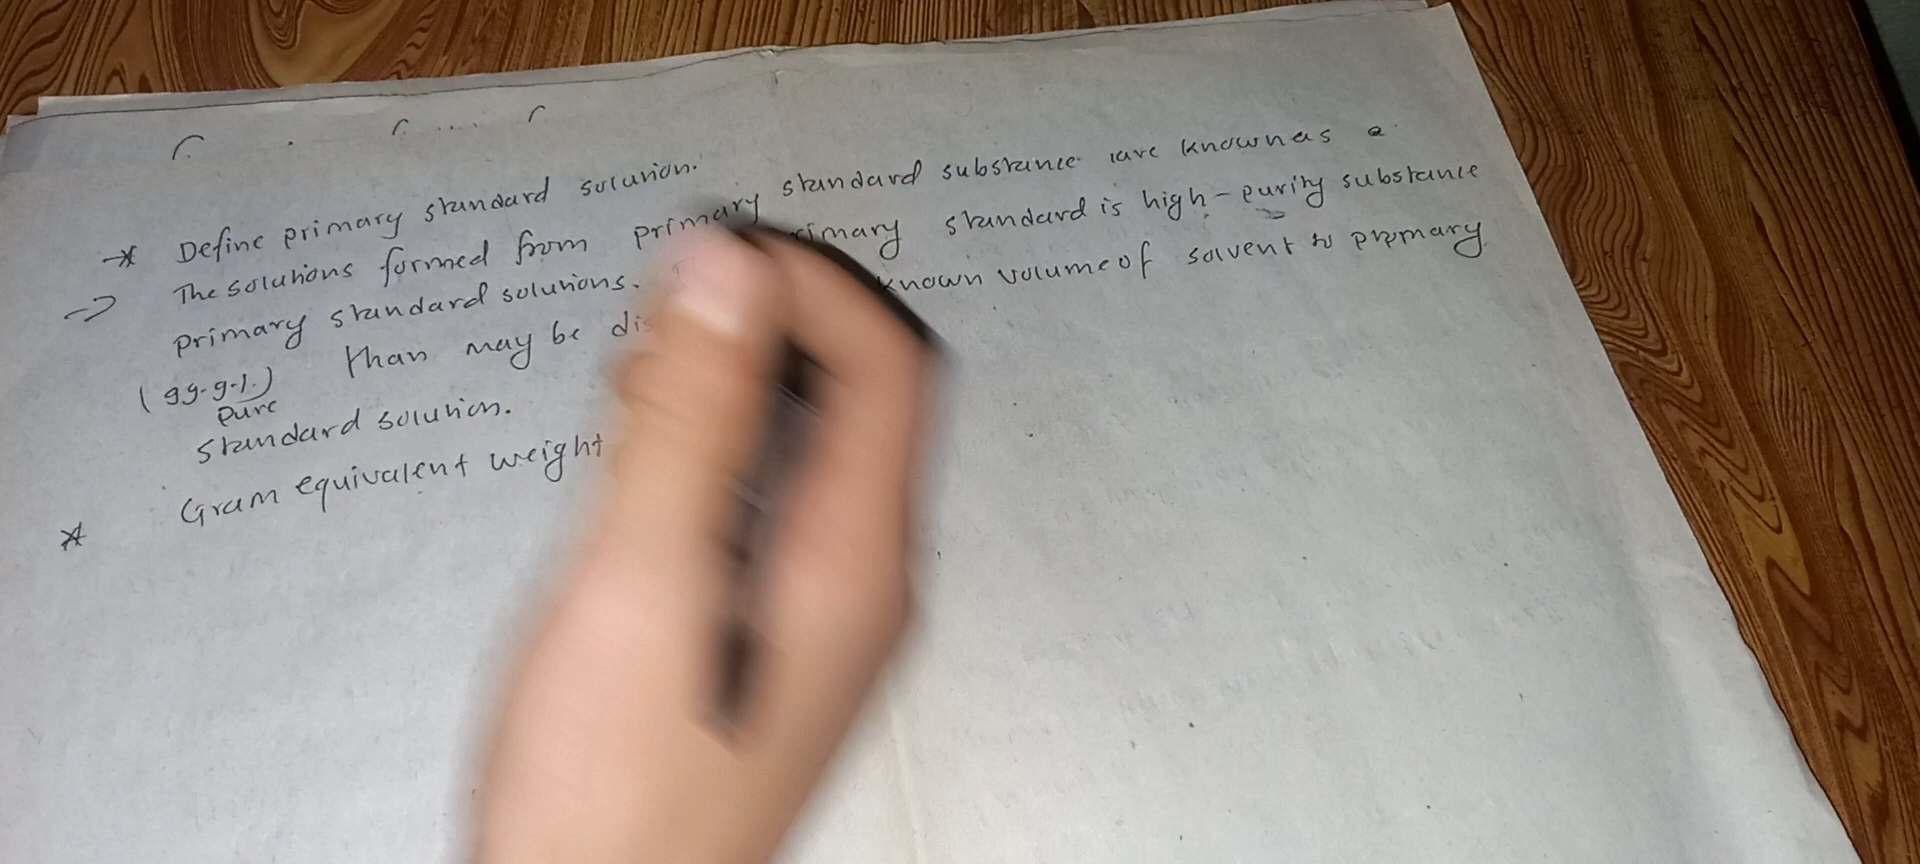 * Define primary standard solution.
-> The solutions formed from primary standard substance are known as a
primary standard solutions. primary standard is high-purity substance
(99.9%) pure than may be known volume of solvent to primary
standard solution.
* Gram equivalent weight